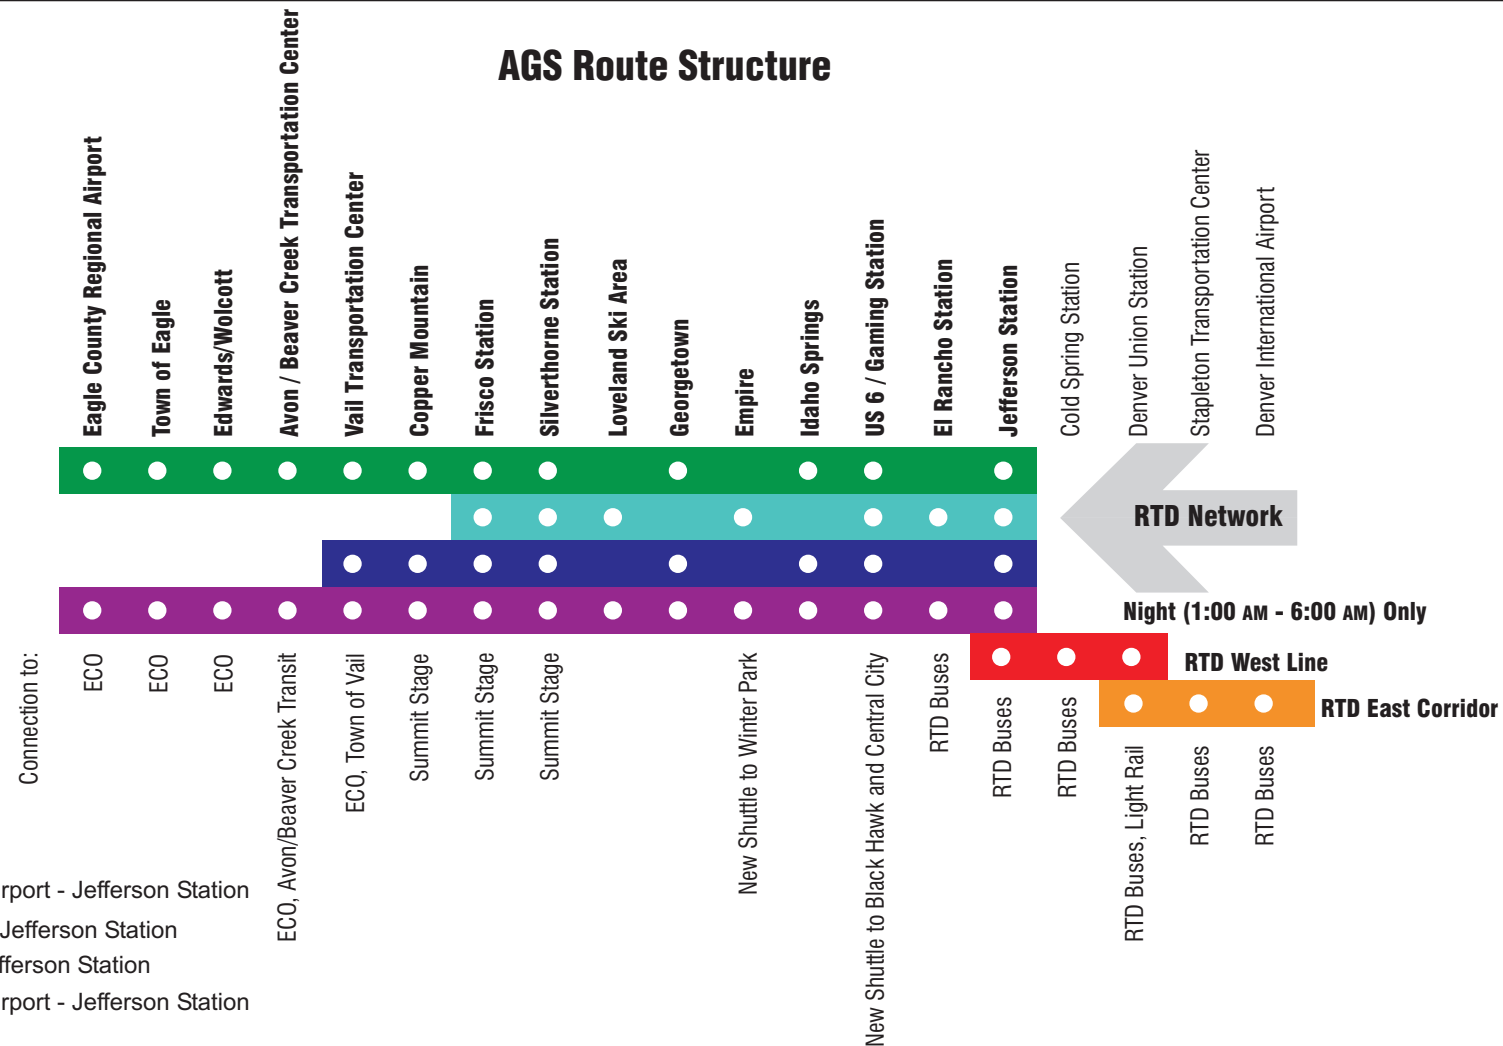 AGS Route Structure
Eagle County Regional Airport
Town of Eagle
Edwards/Wolcott
Avon / Beaver Creek Transportation Center
Vail Transportation Center
Copper Mountain
Frisco Station
Silverthorne Station
Loveland Ski Area
Georgetown
Empire
Idaho Springs
US 6 / Gaming Station
El Rancho Station
Jefferson Station
Cold Spring Station
Denver Union Station
Stapleton Transportation Center
Denver International Airport
RTD Network
Night (1:00 AM - 6:00 AM) Only
RTD West Line
RTD East Corridor
Connection to:
ECO
ECO
ECO
ECO, Avon/Beaver Creek Transit
ECO, Town of Vail
Summit Stage
Summit Stage
Summit Stage
New Shuttle to Winter Park
New Shuttle to Black Hawk and Central City
RTD Buses
RTD Buses
RTD Buses
RTD Buses, Light Rail
RTD Buses
RTD Buses
rport - Jefferson Station
Jefferson Station
fferson Station
rport - Jefferson Station